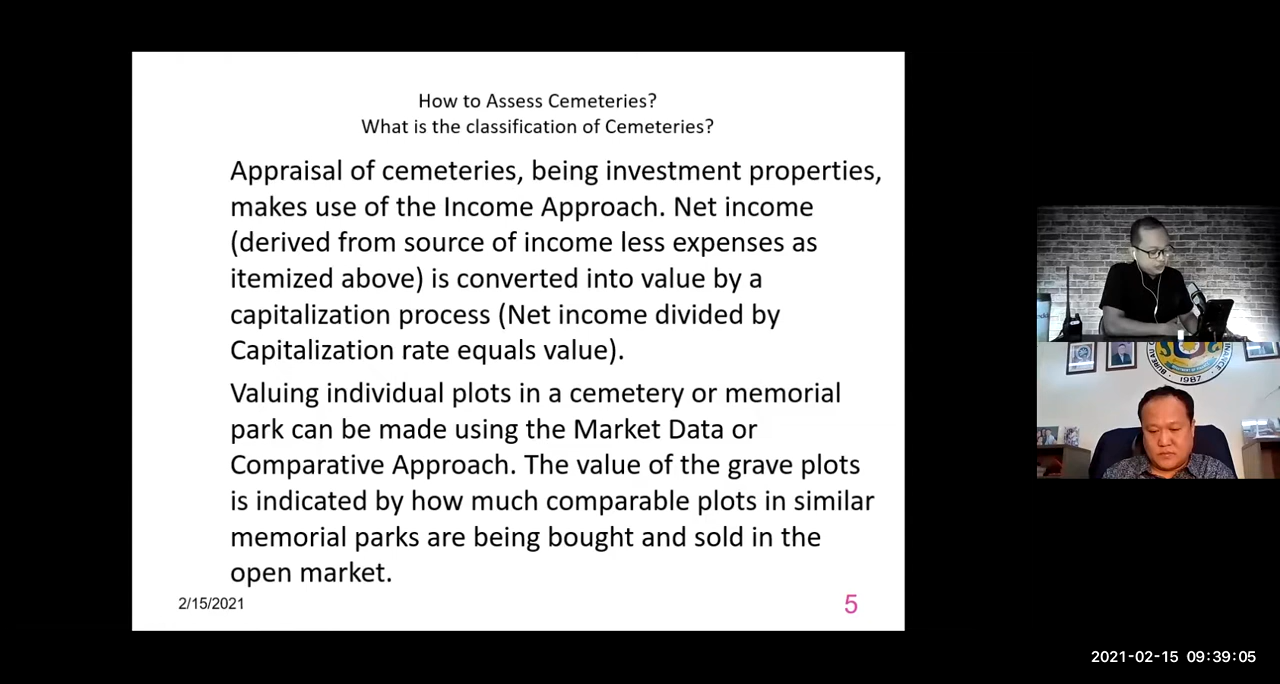 How to Assess Cemeteries?
What is the classification of Cemeteries?
Appraisal of cemeteries, being investment properties,
makes use of the Income Approach. Net income
(derived from source of income less expenses as
itemized above) is converted into value by a
capitalization process (Net income divided by
Capitalization rate equals value).
Valuing individual plots in a cemetery or memorial
park can be made using the Market Data or
Comparative Approach. The value of the grave plots
is indicated by how much comparable plots in similar
memorial parks are being bought and sold in the
open market.
2/15/2021
5
BUREAU
FINANCE
1987
2021-02-15 09:39:05